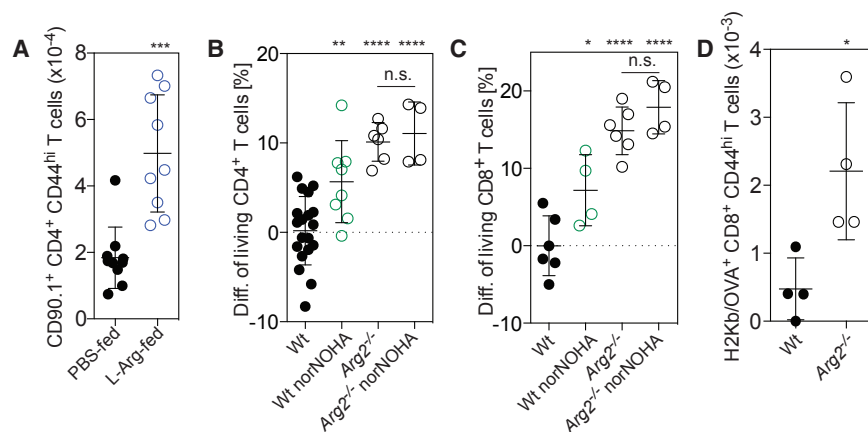 A
CD90.1+ CD4+ CD44hi T cells (x10-4)
8
6
4
2
0
***
PBS-fed
L-Arg-fed
B
Diff. of living CD4+ T cells [%]
20
10
0
-10
**
****
****
n.s.
Wt
Wt norNOHA
Arg2-/-
Arg2-/- norNOHA
C
Diff. of living CD8+ T cells [%]
20
10
0
-10
*
****
****
n.s.
Wt
Wt norNOHA
Arg2-/-
Arg2-/- norNOHA
D
H2Kb/OVA+ CD8+ CD44hi T cells (x10-3)
4
3
2
1
0
*
Wt
Arg2-/-